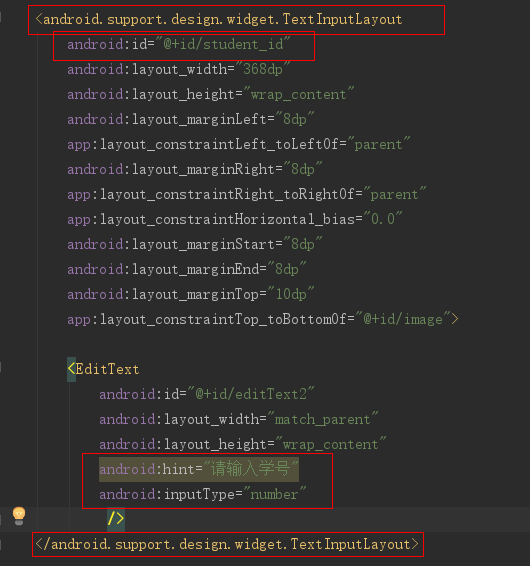 <android.support.design.widget.TextInputLayout
android:id="@+id/student_id"
android:layout_width="368dp"
android:layout_height="wrap_content"
android:layout_marginLeft="8dp"
app:layout_constraintLeft_toLeftOf="parent"
android:layout_marginRight="8dp"
app:layout_constraintRight_toRightOf="parent"
app:layout_constraintHorizontal_bias="0.0"
android:layout_marginStart="8dp"
android:layout_marginEnd="8dp"
android:layout_marginTop="10dp"
app:layout_constraintTop_toBottomOf="@+id/image">
<EditText
android:id="@+id/editText2"
android:layout_width="match_parent"
android:layout_height="wrap_content"
android:hint="请输入学号"
android:inputType="number"
/>
</android.support.design.widget.TextInputLayout>